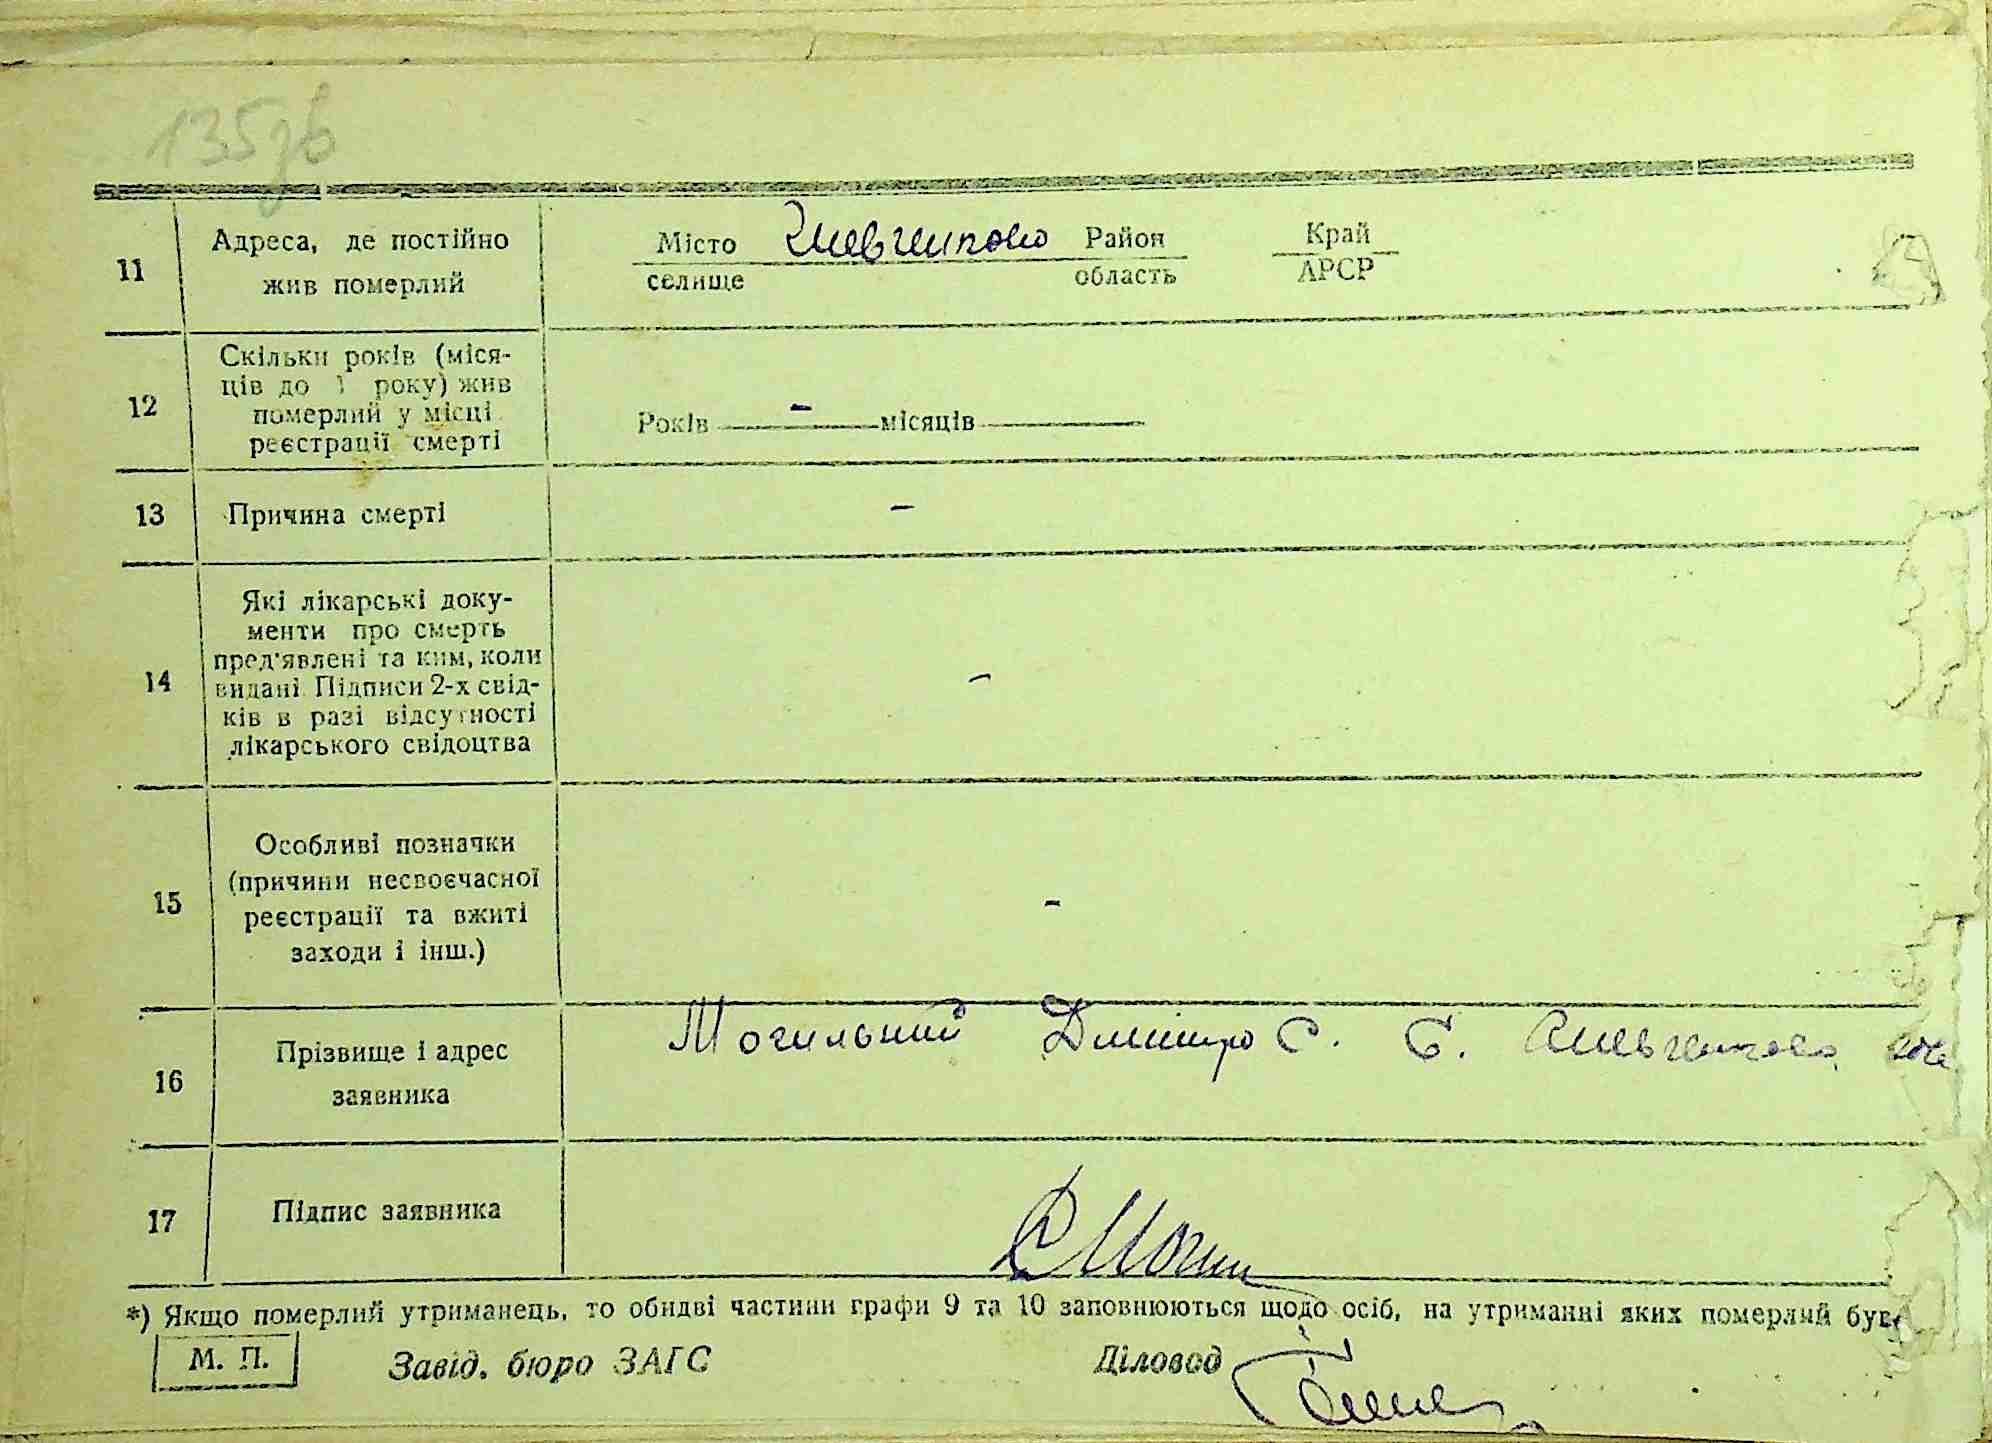 135зв
11 Адреса, де постійно жив померлий
Місто Шевченково Район Край
селище область АРСР
12 Скільки років (міся-
ців до 1 року) жив
померлий у місці
реєстрації смерті
Років - місяців
13 Причина смерті -
14 Які лікарські доку-
менти про смерть
пред'явлені та ким, коли
видані. Підписи 2-х свід-
ків в разі відсутності
лікарського свідоцтва
-
15 Особливі позначки
(причини несвоєчасної
реєстрації та вжиті
заходи і інш.)
-
16 Прізвище і адрес
заявника
Могильний Дмитро С. С. Шевченково
17 Підпис заявника
*) Якщо померлий утриманець, то обидві частини графи 9 та 10 заповнюються щодо осіб, на утриманні яких померлий був
М. П. Завід. бюро ЗАГС Діловод